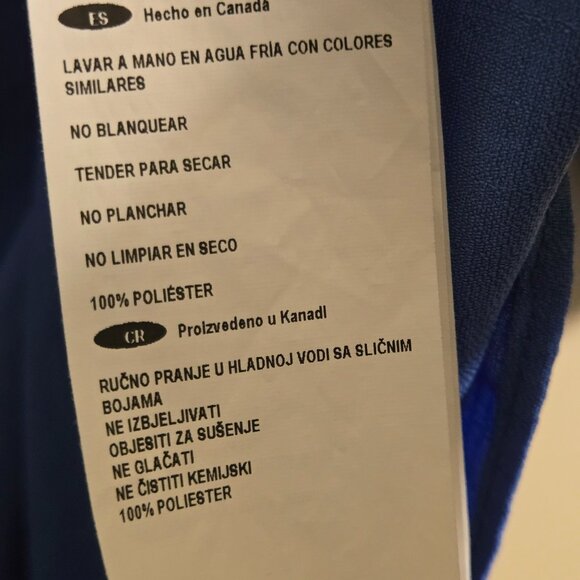 ES Hecho en Canadá
LAVAR A MANO EN AGUA FRÍA CON COLORES
SIMILARES
NO BLANQUEAR
TENDER PARA SECAR
NO PLANCHAR
NO LIMPIAR EN SECO
100% POLIÉSTER
CR Proizvedeno u Kanadi
RUČNO PRANJE U HLADNOJ VODI SA SLIČNIM
BOJAMA
NE IZBJELJIVATI
OBJESITI ZA SUŠENJE
NE GLAČATI
NE ČISTITI KEMIJSKI
100% POLIESTER